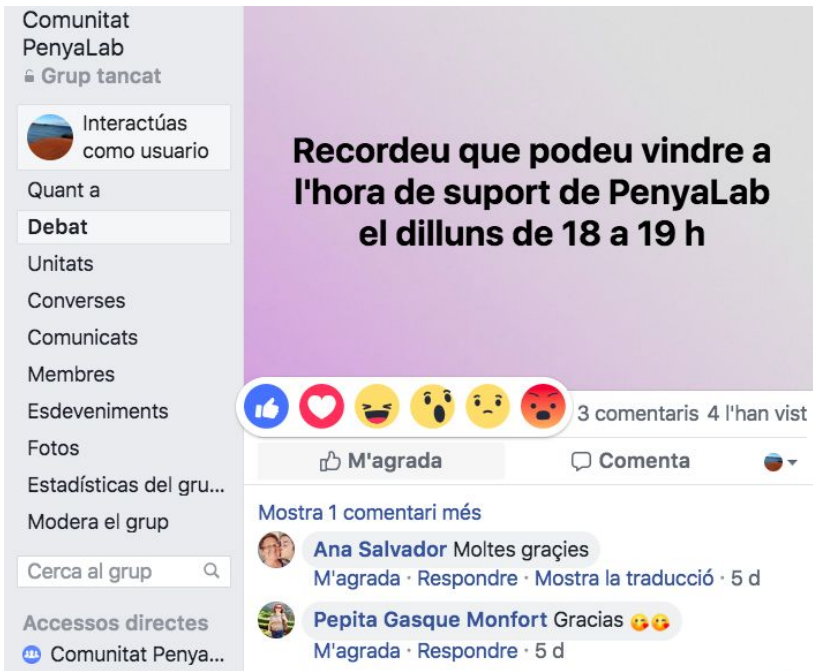 Comunitat
PenyaLab
Grup tancat
Interactúas
como usuario
Quant a
Debat
Unitats
Converses
Comunicats
Membres
Esdeveniments
Fotos
Estadísticas del gru...
Modera el grup
Cerca al grup
Accessos directes
Comunitat Penya...
Recordeu que podeu vindre a
l'hora de suport de PenyaLab
el dilluns de 18 a 19 h
3 comentaris 4 l'han vist
M'agrada Comenta
Mostra 1 comentari més
Ana Salvador Moltes graçies
M'agrada · Respondre · Mostra la traducció · 5 d
Pepita Gasque Monfort Gracias 😋😋
M'agrada · Respondre · 5 d